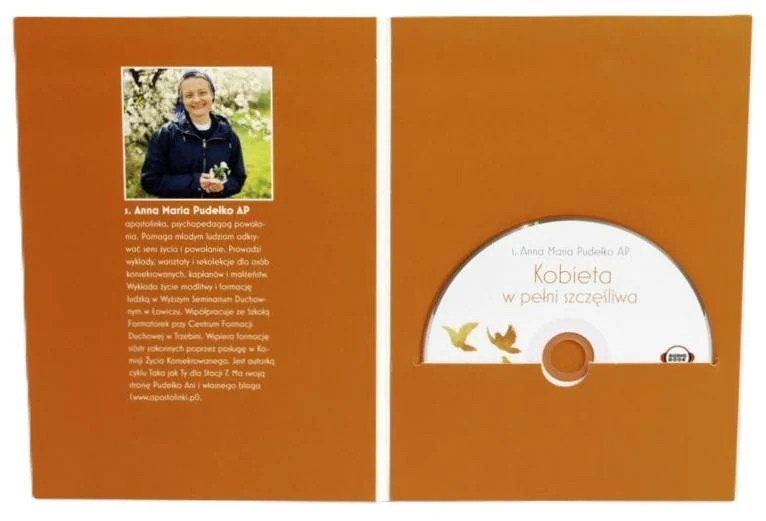 s. Anna Maria Pudełko AP
apostolinka, psychopedagog powoła-
nia. Pomaga młodym ludziom odkry-
wać sens życia i powołanie. Prowadzi
wykłady, warsztaty i rekolekcje dla osób
konsekrowanych, kapłanów i małżeństw.
Wykłada życie modlitwy i formację
ludzką w Wyższym Seminarium Duchow-
nym w Łowiczu. Współpracuje ze Szkołą
Formatorek przy Centrum Formacji
Duchowej w Trzebini. Wspiera formację
sióstr zakonnych poprzez posługę w Ko-
misji Życia Konsekrowanego. Jest autorką
cyklu Taka jak Ty dla Stacji 7. Ma swoją
stronę Pudełko Ani i własnego bloga
(www.apostolinki.pl).
s. Anna Maria Pudełko AP
Kobieta
w pełni szczęśliwa
AUDIO
BOOK